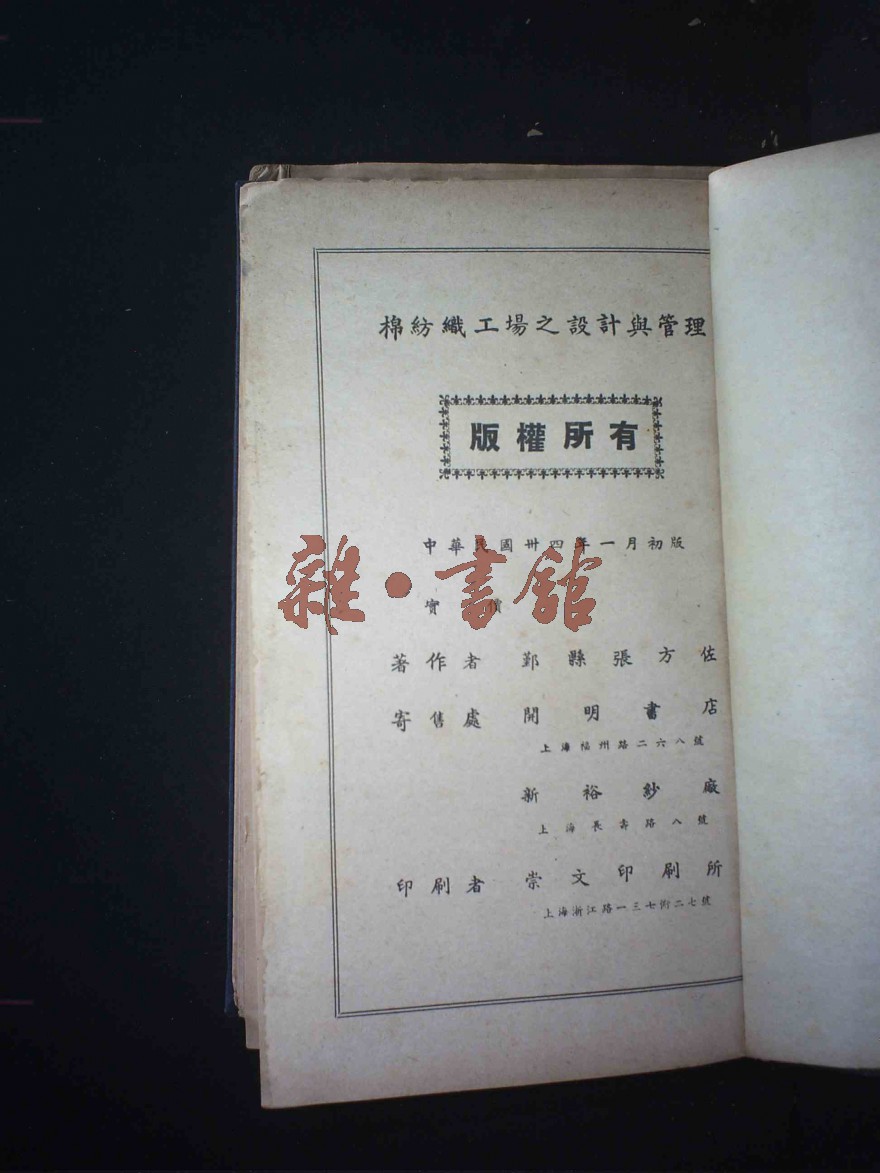 棉紡織工場之設計與管理
版權所有
中華民國卅四年一月初版
雜·書館
實價
著作者 鄞縣張方佐
寄售處 開明書店
上海福州路二六八號
新裕紗廠
上海長壽路八號
印刷者 崇文印刷所
上海浙江路一三七衖二七號